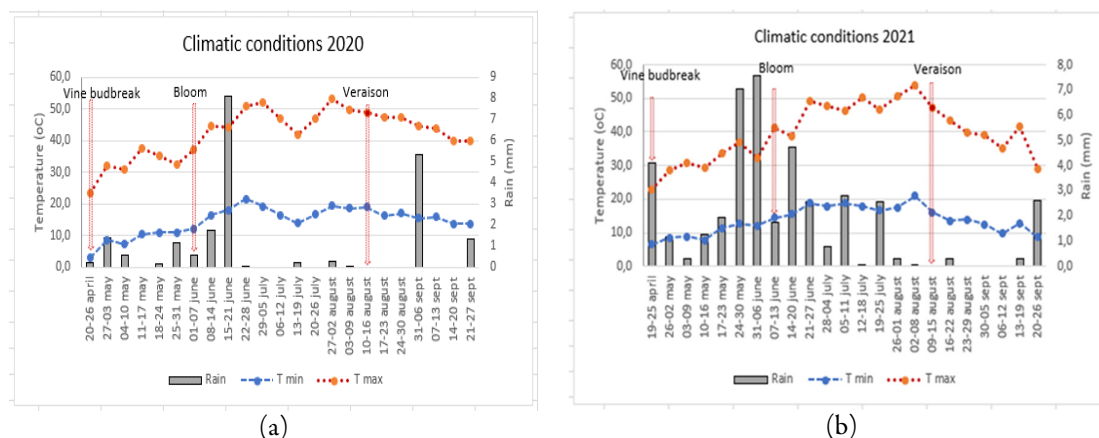 Climatic conditions 2020
60,0
50,0
40,0
30,0
20,0
10,0
0,0
Temperature (oC)
Vine budbreak
Bloom
Veraison
9
8
7
6
5
4
3
2
1
0
Rain (mm)
20-26 april
27-03 may
04-10 may
11-17 may
18-24 may
25-31 may
01-07 june
08-14 june
15-21 june
22-28 june
29-05 july
06-12 july
13-19 july
20-26 july
27-02 august
03-09 august
10-16 august
17-23 august
24-30 august
31-06 sept
07-13 sept
14-20 sept
21-27 sept
Rain T min T max
(a)
Climatic conditions 2021
60,0
50,0
40,0
30,0
20,0
10,0
0,0
Temperature (oC)
Vine budbreak
Bloom
Veraison
8,0
7,0
6,0
5,0
4,0
3,0
2,0
1,0
0,0
Rain (mm)
19-25 april
26-02 may
03-09 may
10-16 may
17-23 may
24-30 may
31-06 june
07-13 june
14-20 june
21-27 june
28-04 july
05-11 july
12-18 july
19-25 july
26-01 august
02-08 august
09-15 august
16-22 august
23-29 august
30-05 sept
06-12 sept
13-19 sept
20-26 sept
Rain T min T max
(b)